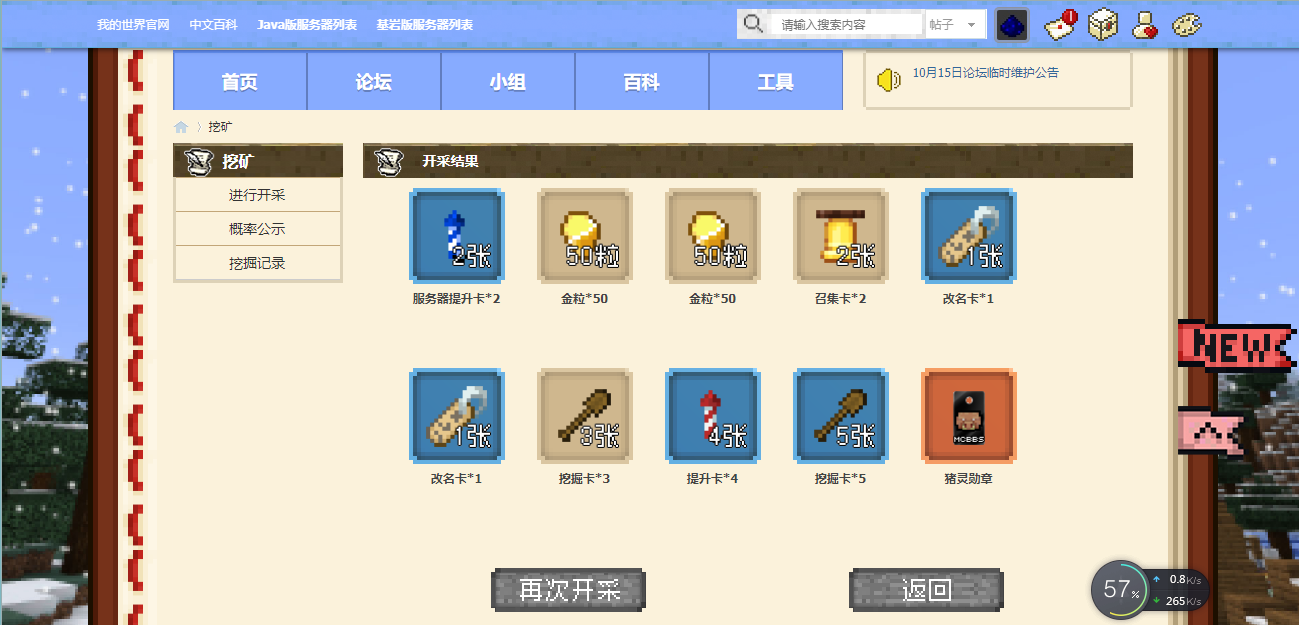 我的世界官网 中文百科 Java版服务器列表 基岩版服务器列表 请输入搜索内容 帖子 1
首页 论坛 小组 百科 工具 10月15日论坛临时维护公告
挖矿
挖矿 开采结果
进行开采
概率公示
挖掘记录
2张 50粒 50粒 2张 1张
服务器提升卡*2 金粒*50 金粒*50 召集卡*2 改名卡*1
NEW
1张 3张 4张 5张 MCBBS
改名卡*1 挖掘卡*3 提升卡*4 挖掘卡*5 猪灵勋章
再次开采 返回
57% 0.8K/s
265K/s